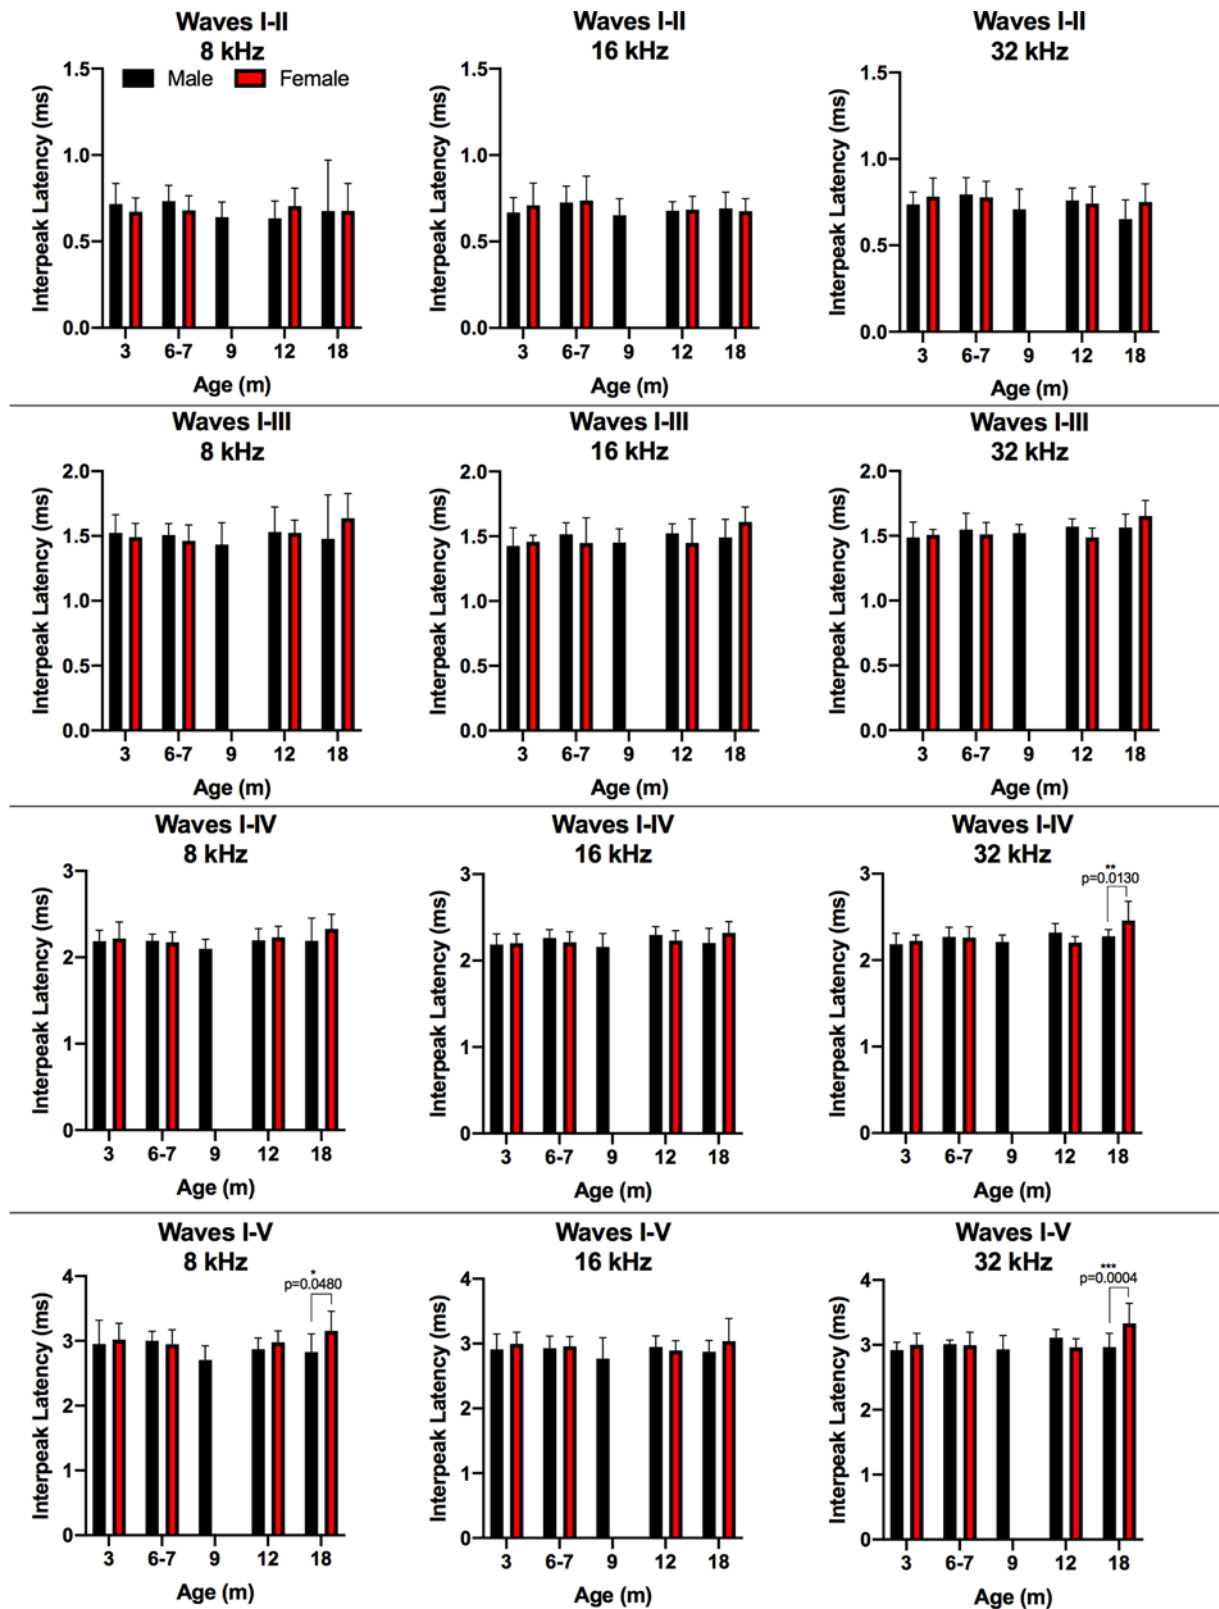 Waves I-II
8 kHz
Male
Female
Interpeak Latency (ms)
1.5
1.0
0.5
0.0
3 6-7 9 12 18
Age (m)
Waves I-II
16 kHz
Interpeak Latency (ms)
1.5
1.0
0.5
0.0
3 6-7 9 12 18
Age (m)
Waves I-II
32 kHz
Interpeak Latency (ms)
1.5
1.0
0.5
0.0
3 6-7 9 12 18
Age (m)
Waves I-III
8 kHz
Interpeak Latency (ms)
2.0
1.5
1.0
0.5
0.0
3 6-7 9 12 18
Age (m)
Waves I-III
16 kHz
Interpeak Latency (ms)
2.0
1.5
1.0
0.5
0.0
3 6-7 9 12 18
Age (m)
Waves I-III
32 kHz
Interpeak Latency (ms)
2.0
1.5
1.0
0.5
0.0
3 6-7 9 12 18
Age (m)
Waves I-IV
8 kHz
Interpeak Latency (ms)
3
2
1
0
3 6-7 9 12 18
Age (m)
Waves I-IV
16 kHz
Interpeak Latency (ms)
3
2
1
0
3 6-7 9 12 18
Age (m)
Waves I-IV
32 kHz
**
p=0.0130
Interpeak Latency (ms)
3
2
1
0
3 6-7 9 12 18
Age (m)
Waves I-V
8 kHz
*
p=0.0480
Interpeak Latency (ms)
4
3
2
1
0
3 6-7 9 12 18
Age (m)
Waves I-V
16 kHz
Interpeak Latency (ms)
4
3
2
1
0
3 6-7 9 12 18
Age (m)
Waves I-V
32 kHz
***
p=0.0004
Interpeak Latency (ms)
4
3
2
1
0
3 6-7 9 12 18
Age (m)